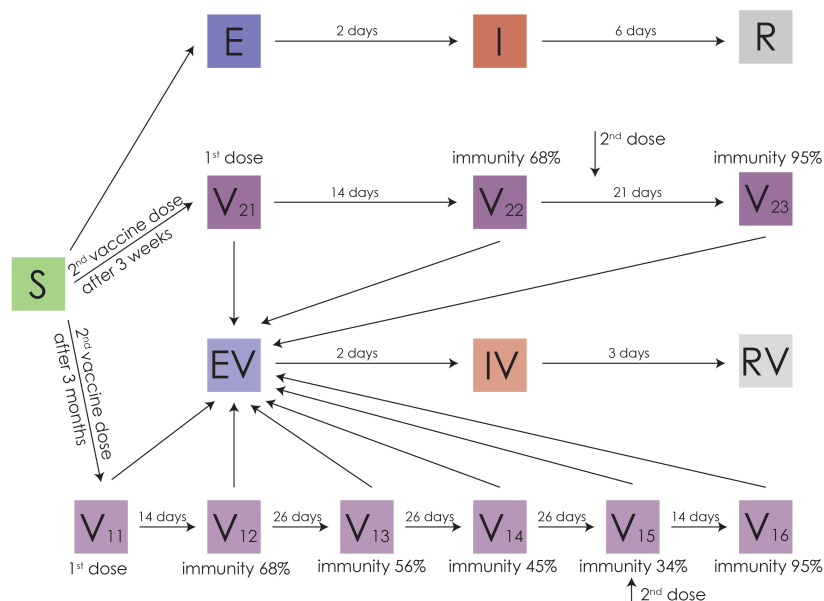 E
2 days
I
6 days
R
1st dose
immunity 68%
2nd dose
immunity 95%
V21
14 days
V22
21 days
V23
S
2nd vaccine dose
after 3 weeks
2nd vaccine dose
after 3 months
EV
2 days
IV
3 days
RV
V11
14 days
V12
26 days
V13
26 days
V14
26 days
V15
14 days
V16
1st dose
immunity 68%
immunity 56%
immunity 45%
immunity 34%
immunity 95%
2nd dose